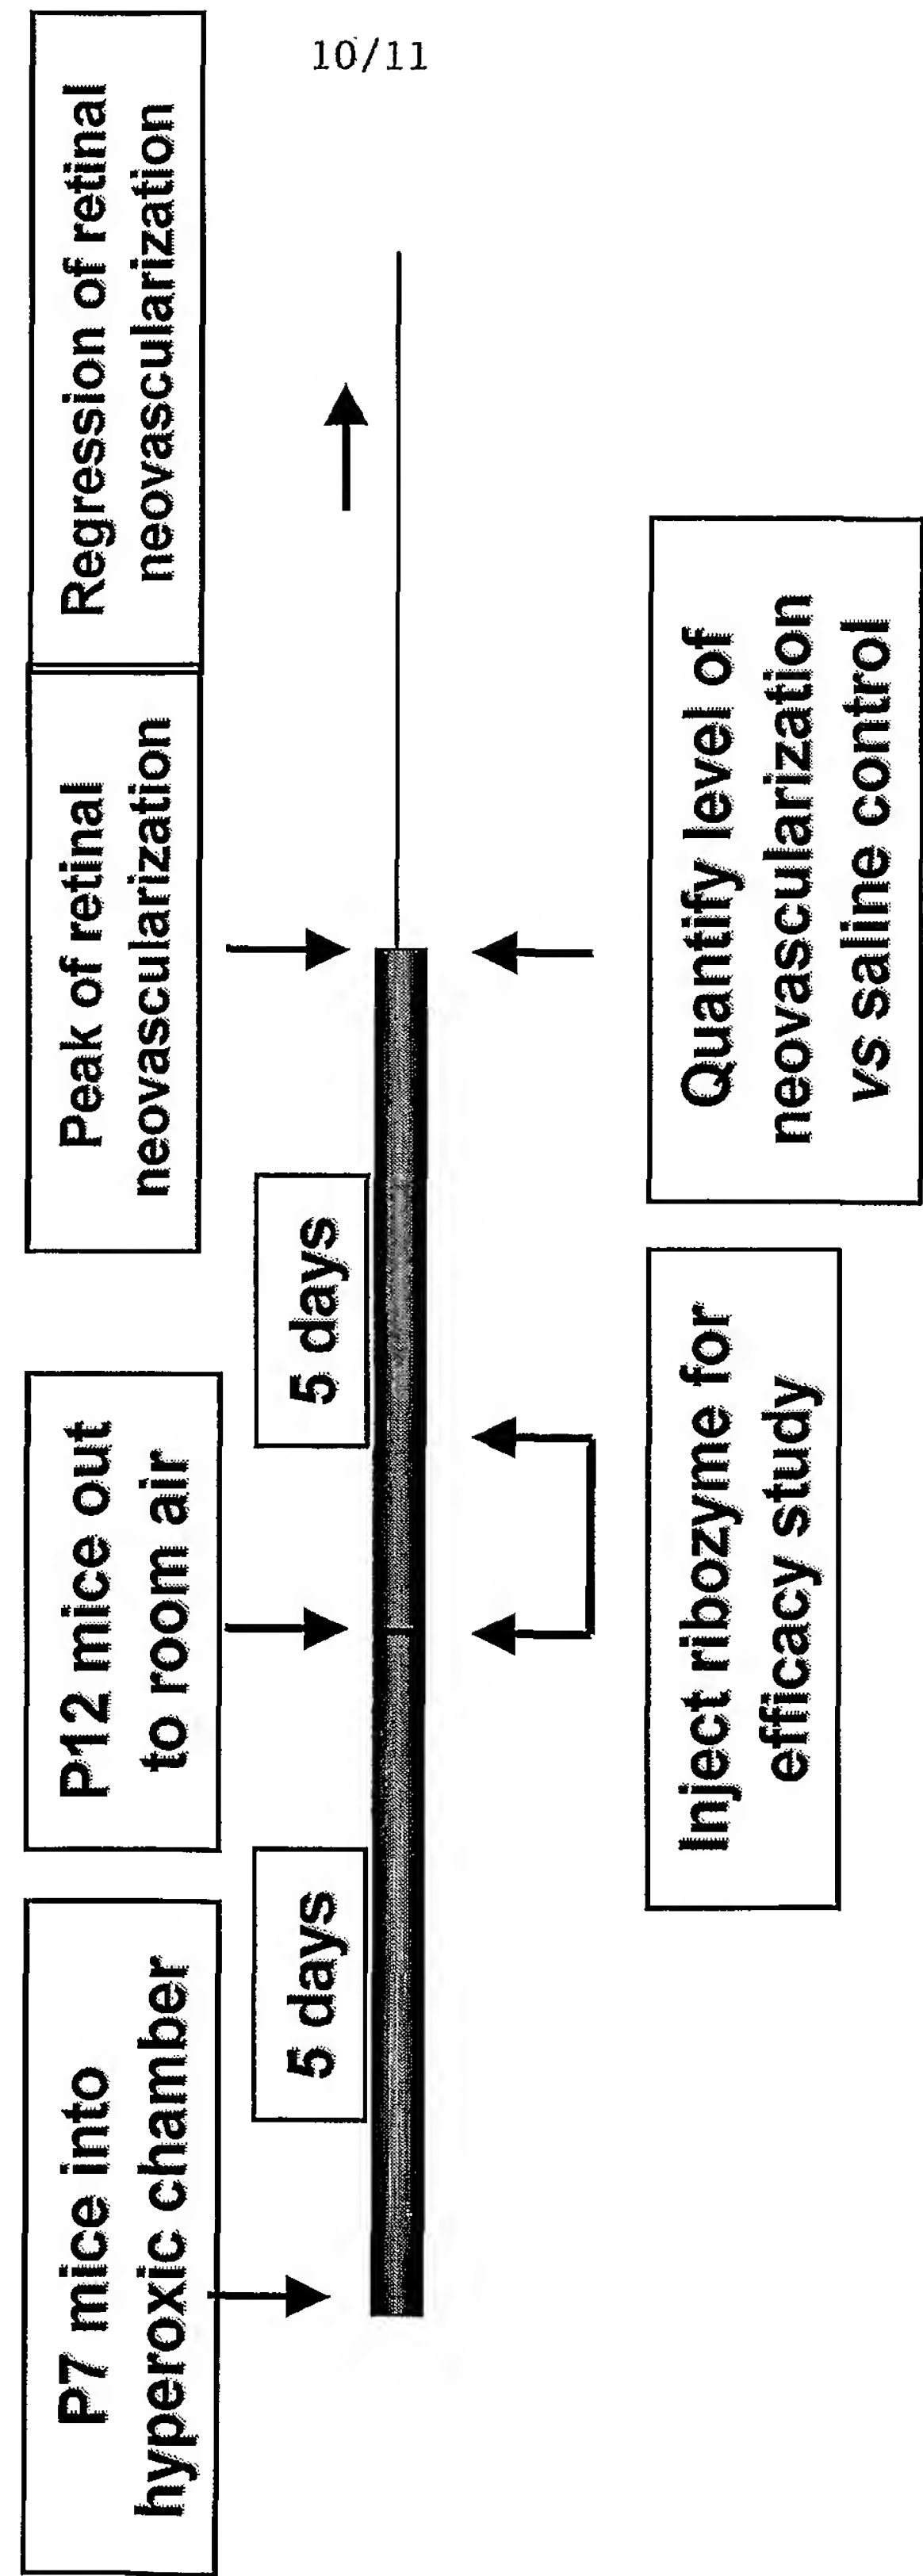 10/11
P7 mice into
hyperoxic chamber
P12 mice out
to room air
Peak of retinal
neovascularization
Regression of retinal
neovascularization
5 days
5 days
Inject ribozyme for
efficacy study
Quantify level of
neovascularization
vs saline control